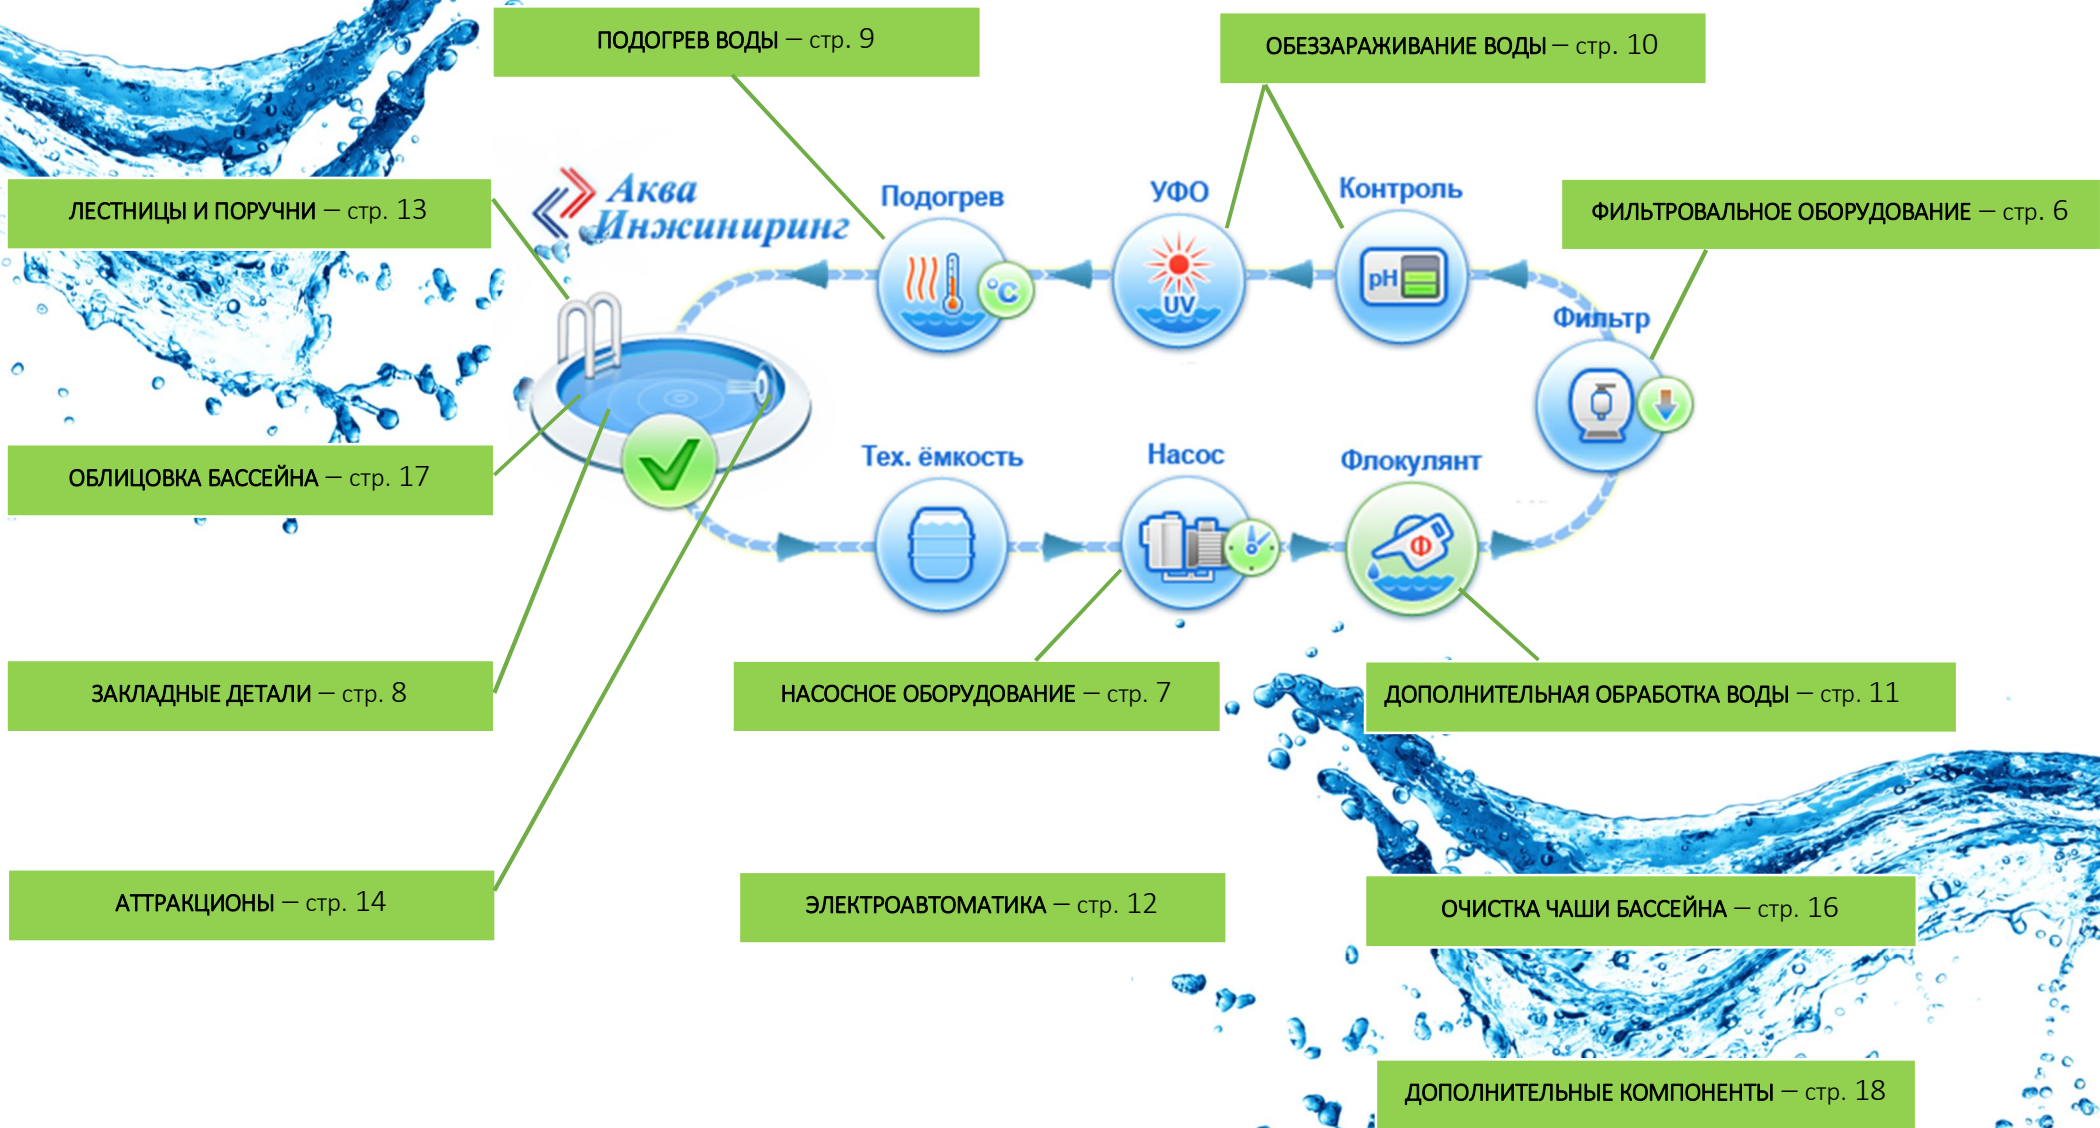 ПОДОГРЕВ ВОДЫ – стр. 9
ОБЕЗЗАРАЖИВАНИЕ ВОДЫ – стр. 10
ЛЕСТНИЦЫ И ПОРУЧНИ – стр. 13
Аква
Инжиниринг
Подогрев
УФО
Контроль
ФИЛЬТРОВАЛЬНОЕ ОБОРУДОВАНИЕ – стр. 6
°C
UV
pH
Фильтр
ОБЛИЦОВКА БАССЕЙНА – стр. 17
Тех. ёмкость
Насос
Флокулянт
Ф
ЗАКЛАДНЫЕ ДЕТАЛИ – стр. 8
НАСОСНОЕ ОБОРУДОВАНИЕ – стр. 7
ДОПОЛНИТЕЛЬНАЯ ОБРАБОТКА ВОДЫ – стр. 11
АТТРАКЦИОНЫ – стр. 14
ЭЛЕКТРОАВТОМАТИКА – стр. 12
ОЧИСТКА ЧАШИ БАССЕЙНА – стр. 16
ДОПОЛНИТЕЛЬНЫЕ КОМПОНЕНТЫ – стр. 18